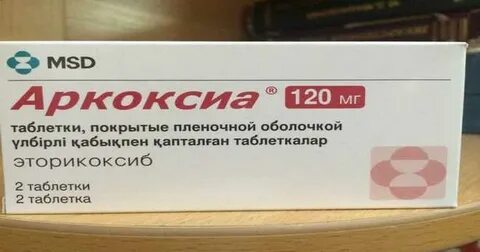 MSD
Аркоксиа® 120 мг
таблетки, покрытые пленочной оболочкой
үлбірлі қабықпен қапталған таблеткалар
эторикоксиб
2 таблетки
2 таблетка